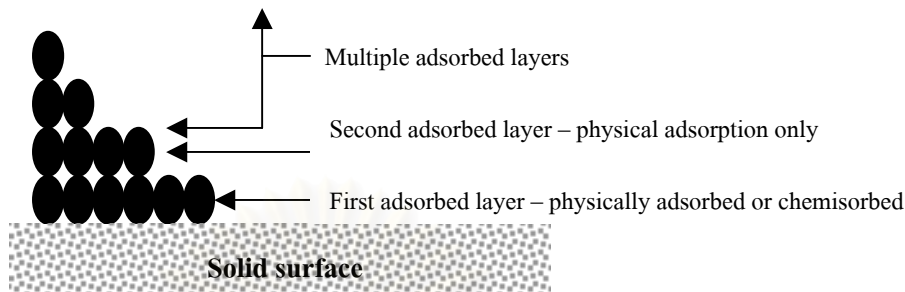 Multiple adsorbed layers
Second adsorbed layer – physical adsorption only
First adsorbed layer – physically adsorbed or chemisorbed
Solid surface